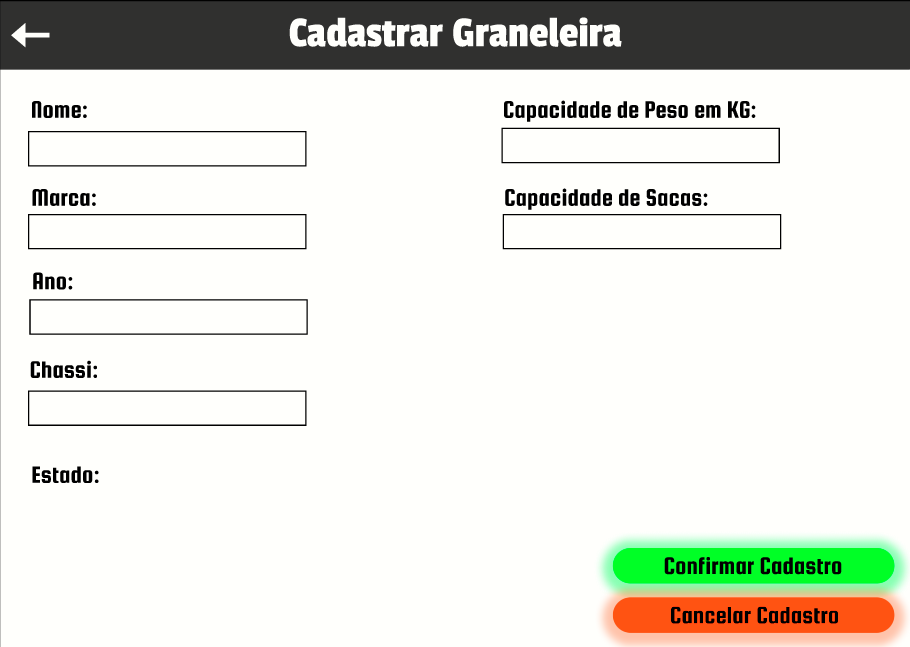 Cadastrar Graneleira
Nome:
Marca:
Ano:
Chassi:
Estado:
Capacidade de Peso em KG:
Capacidade de Sacas:
Confirmar Cadastro
Cancelar Cadastro